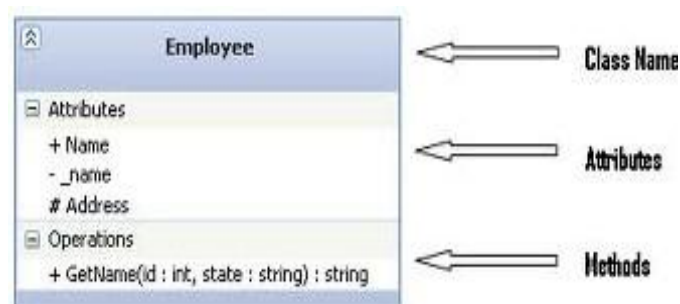 Employee
Class Name
Attributes
+ Name
- _name
# Address
Attributes
Operations
+ GetName(id : int, state : string) : string
Methods